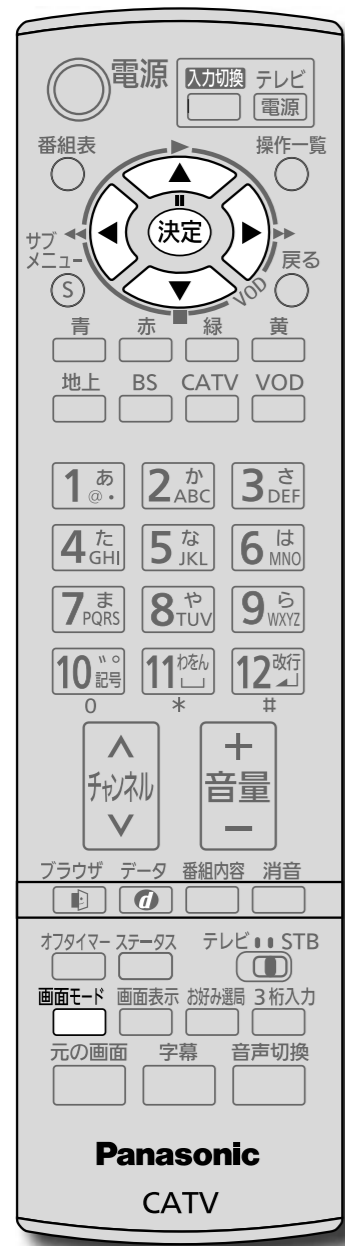 電源 入力切換 テレビ
電源
番組表 操作一覧
決定
サブ
メニュー
戻る
S
VOD
青 赤 緑 黄
地上 BS CATV VOD
1 あ @. 2 か ABC 3 さ DEF
4 た GHI 5 な JKL 6 は MNO
7 ま PQRS 8 や TUV 9 ら WXYZ
10 ゛゜ 記号 11 わをん 12 改行
0 * #
チャンネル + 音量 −
ブラウザ データ 番組内容 消音
d
オフタイマー ステータス テレビ STB
画面モード 画面表示 お好み選局 3桁入力
元の画面 字幕 音声切換
Panasonic
CATV